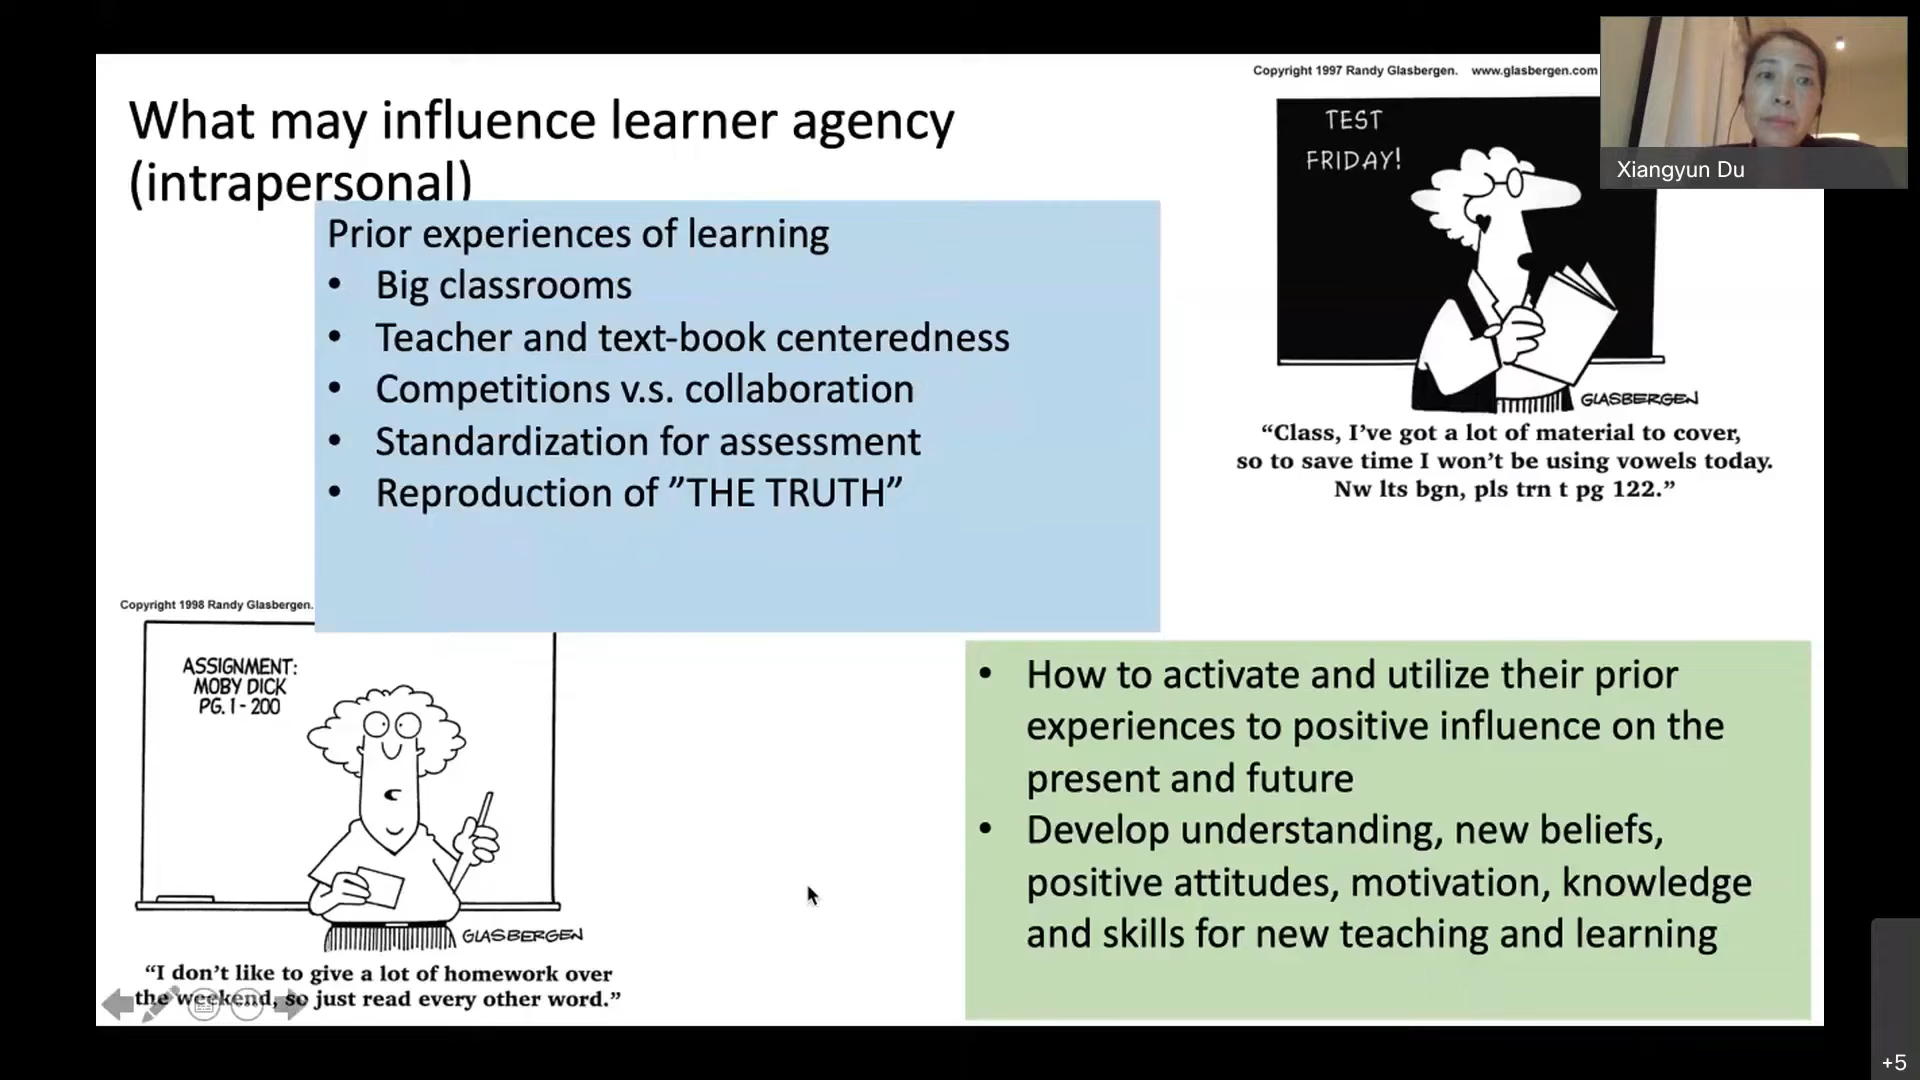 What may influence learner agency
(intrapersonal)
Prior experiences of learning
• Big classrooms
• Teacher and text-book centeredness
• Competitions v.s. collaboration
• Standardization for assessment
• Reproduction of ”THE TRUTH”
Copyright 1997 Randy Glasbergen. www.glasbergen.com
TEST
FRIDAY!
Xiangyun Du
GLASBERGEN
“Class, I’ve got a lot of material to cover,
so to save time I won’t be using vowels today.
Nw lts bgn, pls trn t pg 122.”
Copyright 1998 Randy Glasbergen.
ASSIGNMENT:
MOBY DICK
PG. 1 - 200
GLASBERGEN
“I don’t like to give a lot of homework over
the weekend, so just read every other word.”
• How to activate and utilize their prior
experiences to positive influence on the
present and future
• Develop understanding, new beliefs,
positive attitudes, motivation, knowledge
and skills for new teaching and learning
+5